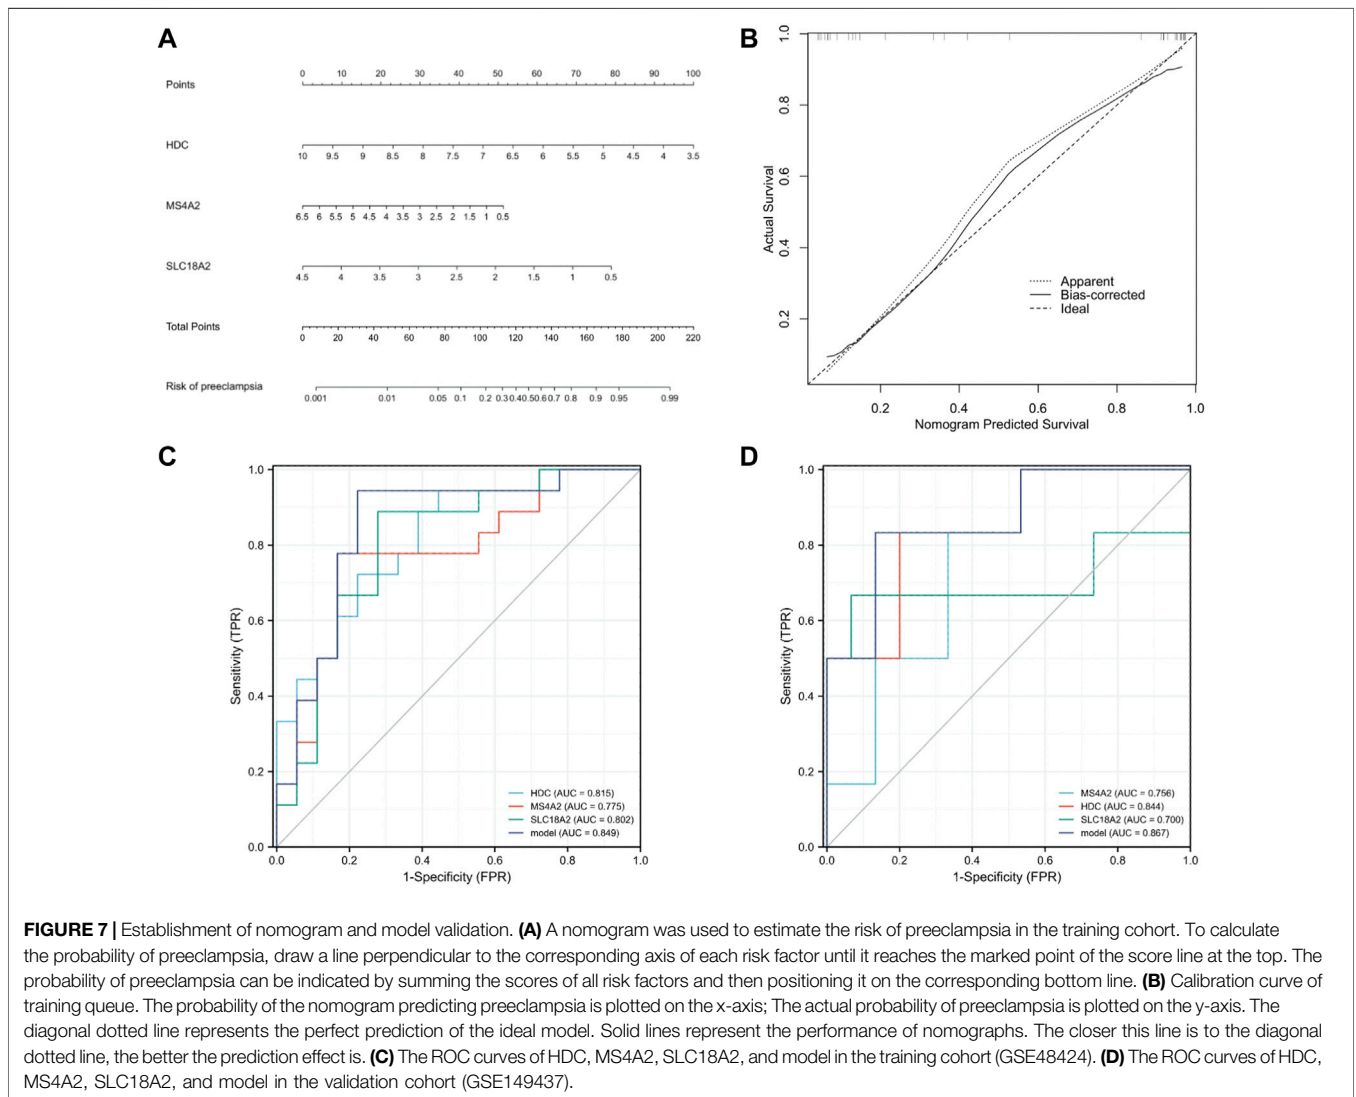 A
Points
0 10 20 30 40 50 60 70 80 90 100
HDC
10 9.5 9 8.5 8 7.5 7 6.5 6 5.5 5 4.5 4 3.5
MS4A2
6.5 6 5.5 5 4.5 4 3.5 3 2.5 2 1.5 1 0.5
SLC18A2
4.5 4 3.5 3 2.5 2 1.5 1 0.5
Total Points
0 20 40 60 80 100 120 140 160 180 200 220
Risk of preeclampsia
0.001 0.01 0.05 0.1 0.2 0.3 0.4 0.5 0.6 0.7 0.8 0.9 0.95 0.99
B
Actual Survival
1.0
0.8
0.6
0.4
0.2
Apparent
Bias-corrected
Ideal
0.2 0.4 0.6 0.8 1.0
Nomogram Predicted Survival
C
Sensitivity (TPR)
1.0
0.8
0.6
0.4
0.2
0.0
HDC (AUC = 0.815)
MS4A2 (AUC = 0.775)
SLC18A2 (AUC = 0.802)
model (AUC = 0.849)
0.0 0.2 0.4 0.6 0.8 1.0
1-Specificity (FPR)
D
Sensitivity (TPR)
1.0
0.8
0.6
0.4
0.2
0.0
MS4A2 (AUC = 0.756)
HDC (AUC = 0.844)
SLC18A2 (AUC = 0.700)
model (AUC = 0.867)
0.0 0.2 0.4 0.6 0.8 1.0
1-Specificity (FPR)
FIGURE 7 | Establishment of nomogram and model validation. (A) A nomogram was used to estimate the risk of preeclampsia in the training cohort. To calculate
the probability of preeclampsia, draw a line perpendicular to the corresponding axis of each risk factor until it reaches the marked point of the score line at the top. The
probability of preeclampsia can be indicated by summing the scores of all risk factors and then positioning it on the corresponding bottom line. (B) Calibration curve of
training queue. The probability of the nomogram predicting preeclampsia is plotted on the x-axis; The actual probability of preeclampsia is plotted on the y-axis. The
diagonal dotted line represents the perfect prediction of the ideal model. Solid lines represent the performance of nomographs. The closer this line is to the diagonal
dotted line, the better the prediction effect is. (C) The ROC curves of HDC, MS4A2, SLC18A2, and model in the training cohort (GSE48424). (D) The ROC curves of HDC,
MS4A2, SLC18A2, and model in the validation cohort (GSE149437).